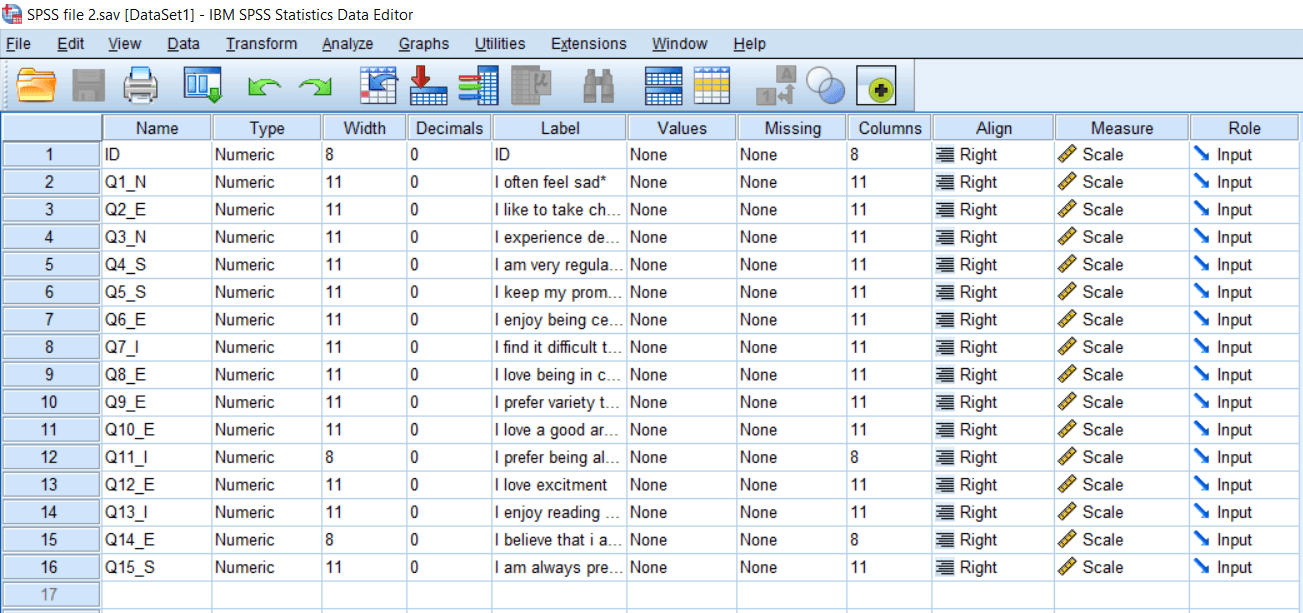 SPSS file 2.sav [DataSet1] - IBM SPSS Statistics Data Editor
File Edit View Data Transform Analyze Graphs Utilities Extensions Window Help
Name Type Width Decimals Label Values Missing Columns Align Measure Role
1 ID Numeric 8 0 ID None None 8 Right Scale Input
2 Q1_N Numeric 11 0 I often feel sad* None None 11 Right Scale Input
3 Q2_E Numeric 11 0 I like to take ch... None None 11 Right Scale Input
4 Q3_N Numeric 11 0 I experience de... None None 11 Right Scale Input
5 Q4_S Numeric 11 0 I am very regula... None None 11 Right Scale Input
6 Q5_S Numeric 11 0 I keep my prom... None None 11 Right Scale Input
7 Q6_E Numeric 11 0 I enjoy being ce... None None 11 Right Scale Input
8 Q7_I Numeric 11 0 I find it difficult t... None None 11 Right Scale Input
9 Q8_E Numeric 11 0 I love being in c... None None 11 Right Scale Input
10 Q9_E Numeric 11 0 I prefer variety t... None None 11 Right Scale Input
11 Q10_E Numeric 11 0 I love a good ar... None None 11 Right Scale Input
12 Q11_I Numeric 8 0 I prefer being al... None None 8 Right Scale Input
13 Q12_E Numeric 11 0 I love excitment None None 11 Right Scale Input
14 Q13_I Numeric 11 0 I enjoy reading ... None None 11 Right Scale Input
15 Q14_E Numeric 8 0 I believe that i a... None None 8 Right Scale Input
16 Q15_S Numeric 11 0 I am always pre... None None 11 Right Scale Input
17